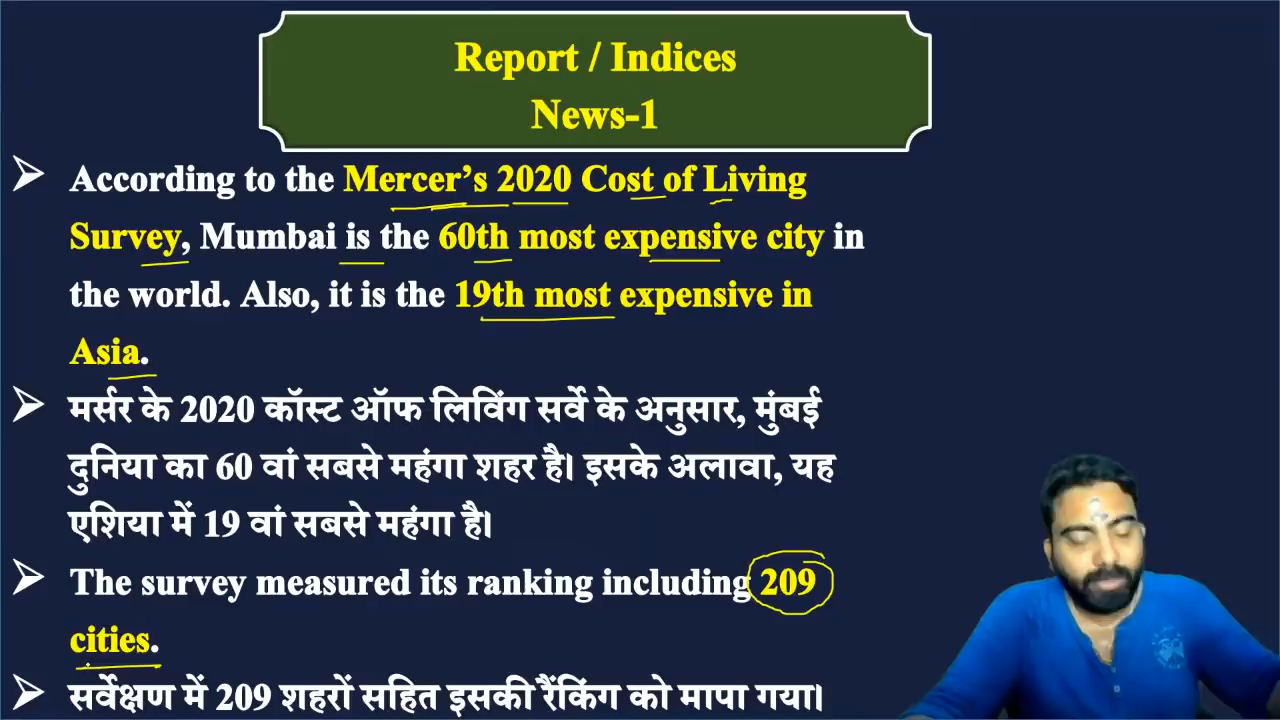 Report / Indices
News-1
According to the Mercer’s 2020 Cost of Living
Survey, Mumbai is the 60th most expensive city in
the world. Also, it is the 19th most expensive in
Asia.
मर्सर के 2020 कॉस्ट ऑफ लिविंग सर्वे के अनुसार, मुंबई
दुनिया का 60 वां सबसे महंगा शहर है। इसके अलावा, यह
एशिया में 19 वां सबसे महंगा है।
The survey measured its ranking including 209
cities.
सर्वेक्षण में 209 शहरों सहित इसकी रैंकिंग को मापा गया।